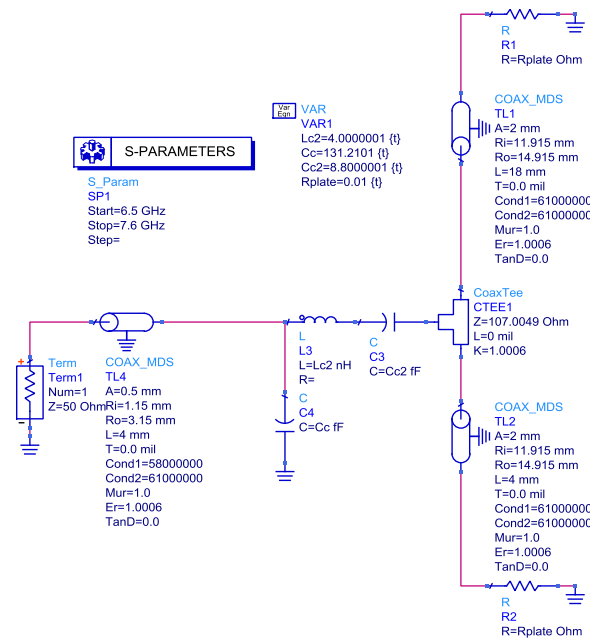 R
R1
R=Rplate Ohm
Var
Eqn
VAR
VAR1
Lc2=4.0000001 {t}
Cc=131.2101 {t}
Cc2=8.8000001 {t}
Rplate=0.01 {t}
COAX_MDS
TL1
A=2 mm
Ri=11.915 mm
Ro=14.915 mm
L=18 mm
T=0.0 mil
Cond1=61000000
Cond2=61000000
Mur=1.0
Er=1.0006
TanD=0.0
S-PARAMETERS
S_Param
SP1
Start=6.5 GHz
Stop=7.6 GHz
Step=
CoaxTee
CTEE1
Z=107.0049 Ohm
L=0 mil
K=1.0006
+
Term
Term1
Num=1
Z=50 Ohm
-
COAX_MDS
TL4
A=0.5 mm
Ri=1.15 mm
Ro=3.15 mm
L=4 mm
T=0.0 mil
Cond1=58000000
Cond2=61000000
Mur=1.0
Er=1.0006
TanD=0.0
L
L3
L=Lc2 nH
R=
C
C3
C=Cc2 fF
C
C4
C=Cc fF
COAX_MDS
TL2
A=2 mm
Ri=11.915 mm
Ro=14.915 mm
L=4 mm
T=0.0 mil
Cond1=61000000
Cond2=61000000
Mur=1.0
Er=1.0006
TanD=0.0
R
R2
R=Rplate Ohm